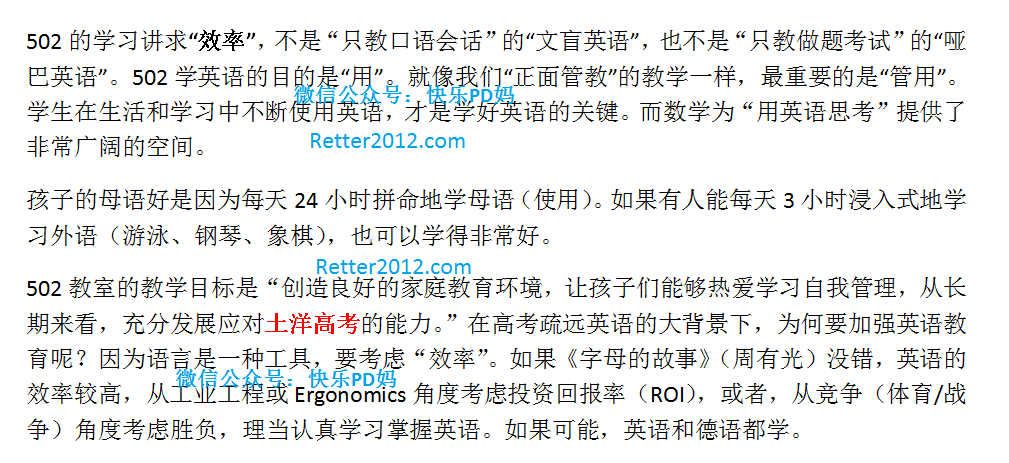 502 的学习讲求“效率”，不是“只教口语会话”的“文盲英语”，也不是“只教做题考试”的“哑
巴英语”。502 学英语的目的是“用”。就像我们“正面管教”的教学一样，最重要的是“管用”。
微信公众号：快乐PD妈
学生在生活和学习中不断使用英语，才是学好英语的关键。而数学为“用英语思考”提供了
Retter2012.com
非常广阔的空间。
孩子的母语好是因为每天 24 小时拼命地学母语（使用）。如果有人能每天 3 小时浸入式地学
习外语（游泳、钢琴、象棋），也可以学得非常好。
Retter2012.com
502 教室的教学目标是“创造良好的家庭教育环境，让孩子们能够热爱学习自我管理，从长
期来看，充分发展应对土洋高考的能力。”在高考疏远英语的大背景下，为何要加强英语教
育呢？因为语言是一种工具，要考虑“效率”。如果《字母的故事》（周有光）没错，英语的
微信公众号：快乐PD妈
效率较高，从工业工程或 Ergonomics 角度考虑投资回报率（ROI），或者，从竞争（体育/战
争）角度考虑胜负，理当认真学习掌握英语。如果可能，英语和德语都学。